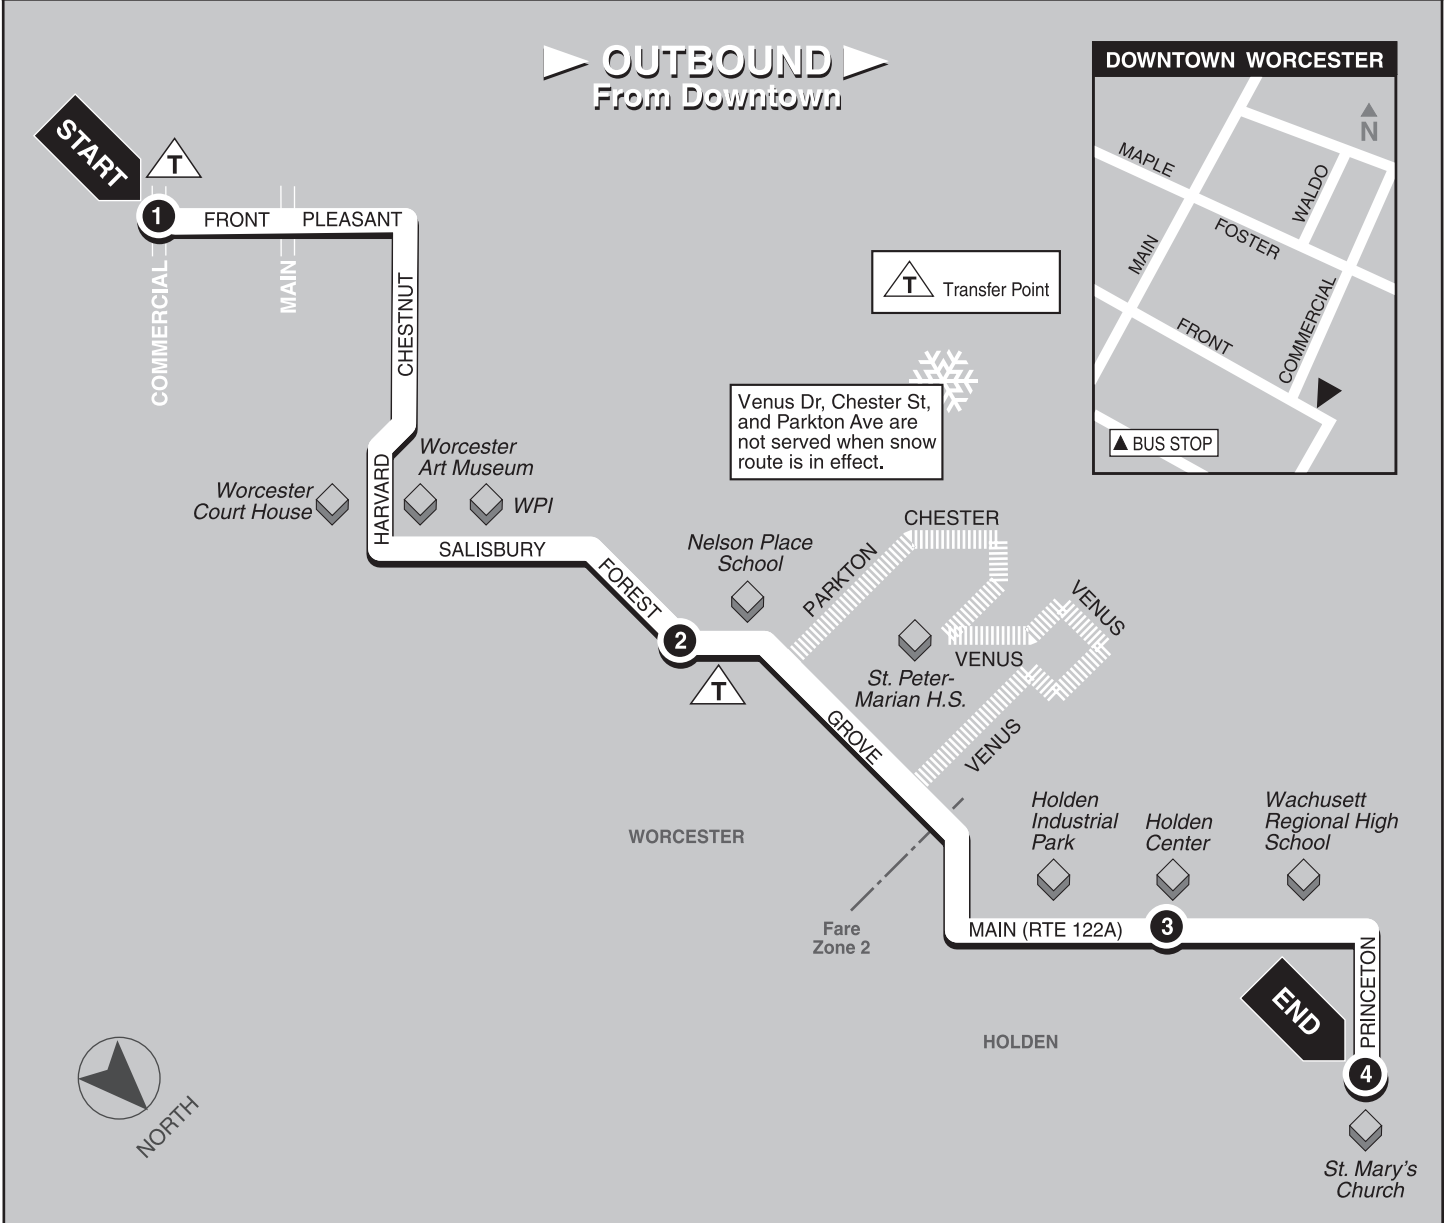 OUTBOUND
From Downtown
DOWNTOWN WORCESTER
N
MAPLE
WALDO
FOSTER
MAIN
COMMERCIAL
FRONT
BUS STOP
START
T
1
FRONT
PLEASANT
COMMERCIAL
MAIN
CHESTNUT
T
Transfer Point
Venus Dr, Chester St,
and Parkton Ave are
not served when snow
route is in effect.
HARVARD
Worcester
Art Museum
Worcester
Court House
WPI
SALISBURY
FOREST
2
T
Nelson Place
School
PARKTON
CHESTER
VENUS
VENUS
VENUS
St. Peter-
Marian H.S.
GROVE
WORCESTER
Fare
Zone 2
Holden
Industrial
Park
Holden
Center
Wachusett
Regional High
School
MAIN (RTE 122A)
3
PRINCETON
END
4
HOLDEN
St. Mary's
Church
NORTH